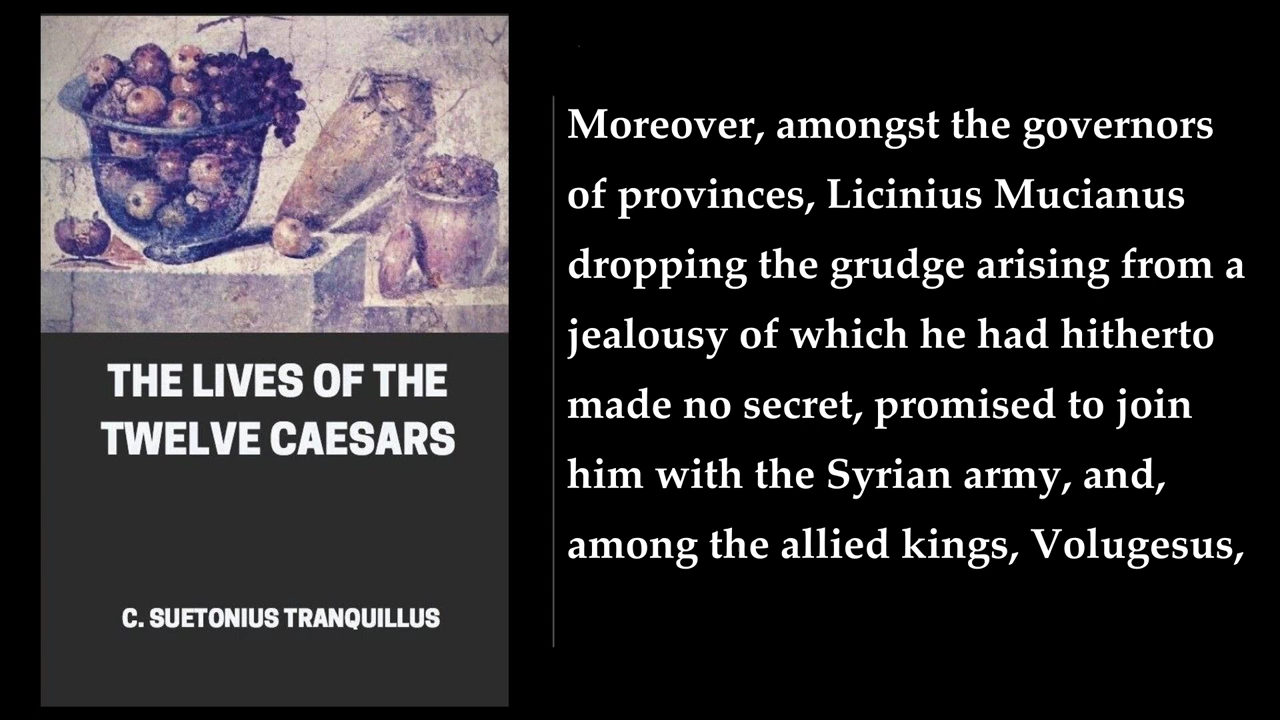 THE LIVES OF THE
TWELVE CAESARS
C. SUETONIUS TRANQUILLUS
Moreover, amongst the governors
of provinces, Licinius Mucianus
dropping the grudge arising from a
jealousy of which he had hitherto
made no secret, promised to join
him with the Syrian army, and,
among the allied kings, Volugesus,